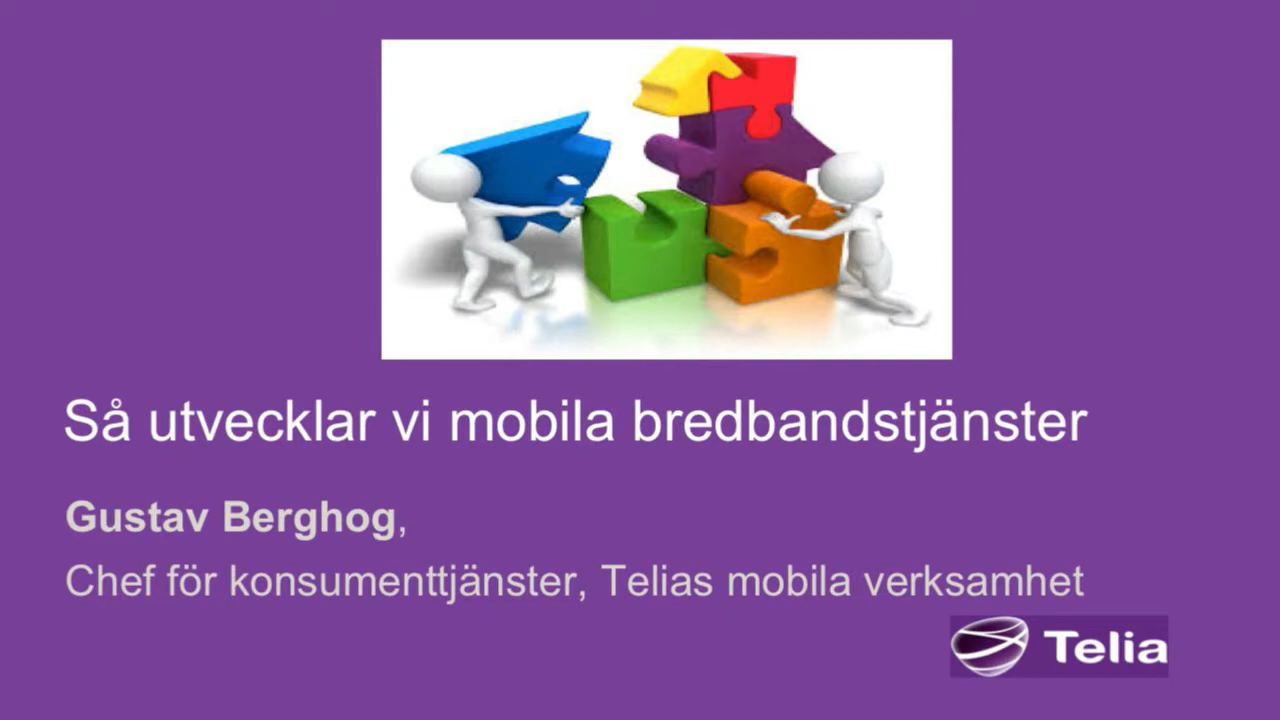 Så utvecklar vi mobila bredbandstjänster
Gustav Berghog,
Chef för konsumenttjänster, Telias mobila verksamhet
Telia